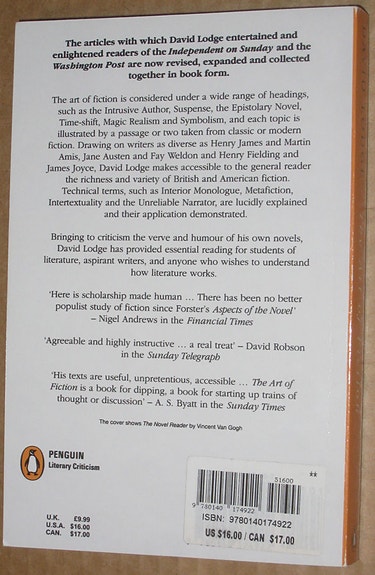 The articles with which David Lodge entertained and
enlightened readers of the Independent on Sunday and the
Washington Post are now revised, expanded and collected
together in book form.
The art of fiction is considered under a wide range of headings,
such as the Intrusive Author, Suspense, the Epistolary Novel,
Time-shift, Magic Realism and Symbolism, and each topic is
illustrated by a passage or two taken from classic or modern
fiction. Drawing on writers as diverse as Henry James and Martin
Amis, Jane Austen and Fay Weldon and Henry Fielding and
James Joyce, David Lodge makes accessible to the general reader
the richness and variety of British and American fiction.
Technical terms, such as Interior Monologue, Metafiction,
Intertextuality and the Unreliable Narrator, are lucidly explained
and their application demonstrated.
Bringing to criticism the verve and humour of his own novels,
David Lodge has provided essential reading for students of
literature, aspirant writers, and anyone who wishes to understand
how literature works.
'Here is scholarship made human ... There has been no better
populist study of fiction since Forster's Aspects of the Novel'
– Nigel Andrews in the Financial Times
'Agreeable and highly instructive ... a real treat' – David Robson
in the Sunday Telegraph
'His texts are useful, unpretentious, accessible ... The Art of
Fiction is a book for dipping, a book for starting up trains of
thought or discussion' – A. S. Byatt in the Sunday Times
The cover shows The Novel Reader by Vincent Van Gogh
PENGUIN
Literary Criticism
U.K. £9.99
U.S.A. $16.00
CAN. $17.00
**
51600
9 780140 174922
ISBN: 9780140174922
US $16.00 / CAN $17.00